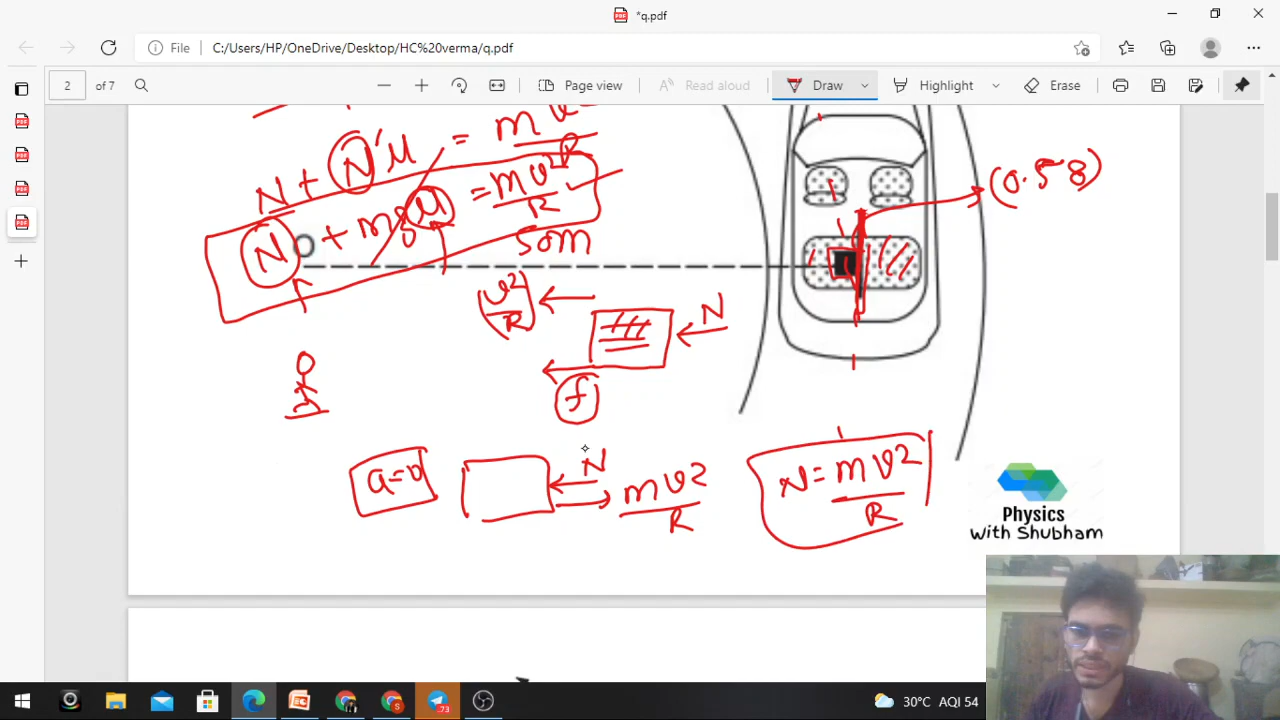 *q.pdf
File C:/Users/HP/OneDrive/Desktop/HC%20verma/q.pdf
2 of 7 Page view Read aloud Draw Highlight Erase
N + N'μ = mv²/R
N + mgμ = mv²/R
50m
(0.58)
v²/R
N
f
a=0
N
mv²/R
N = mv²/R
Physics
with Shubham
73
30°C AQI 54